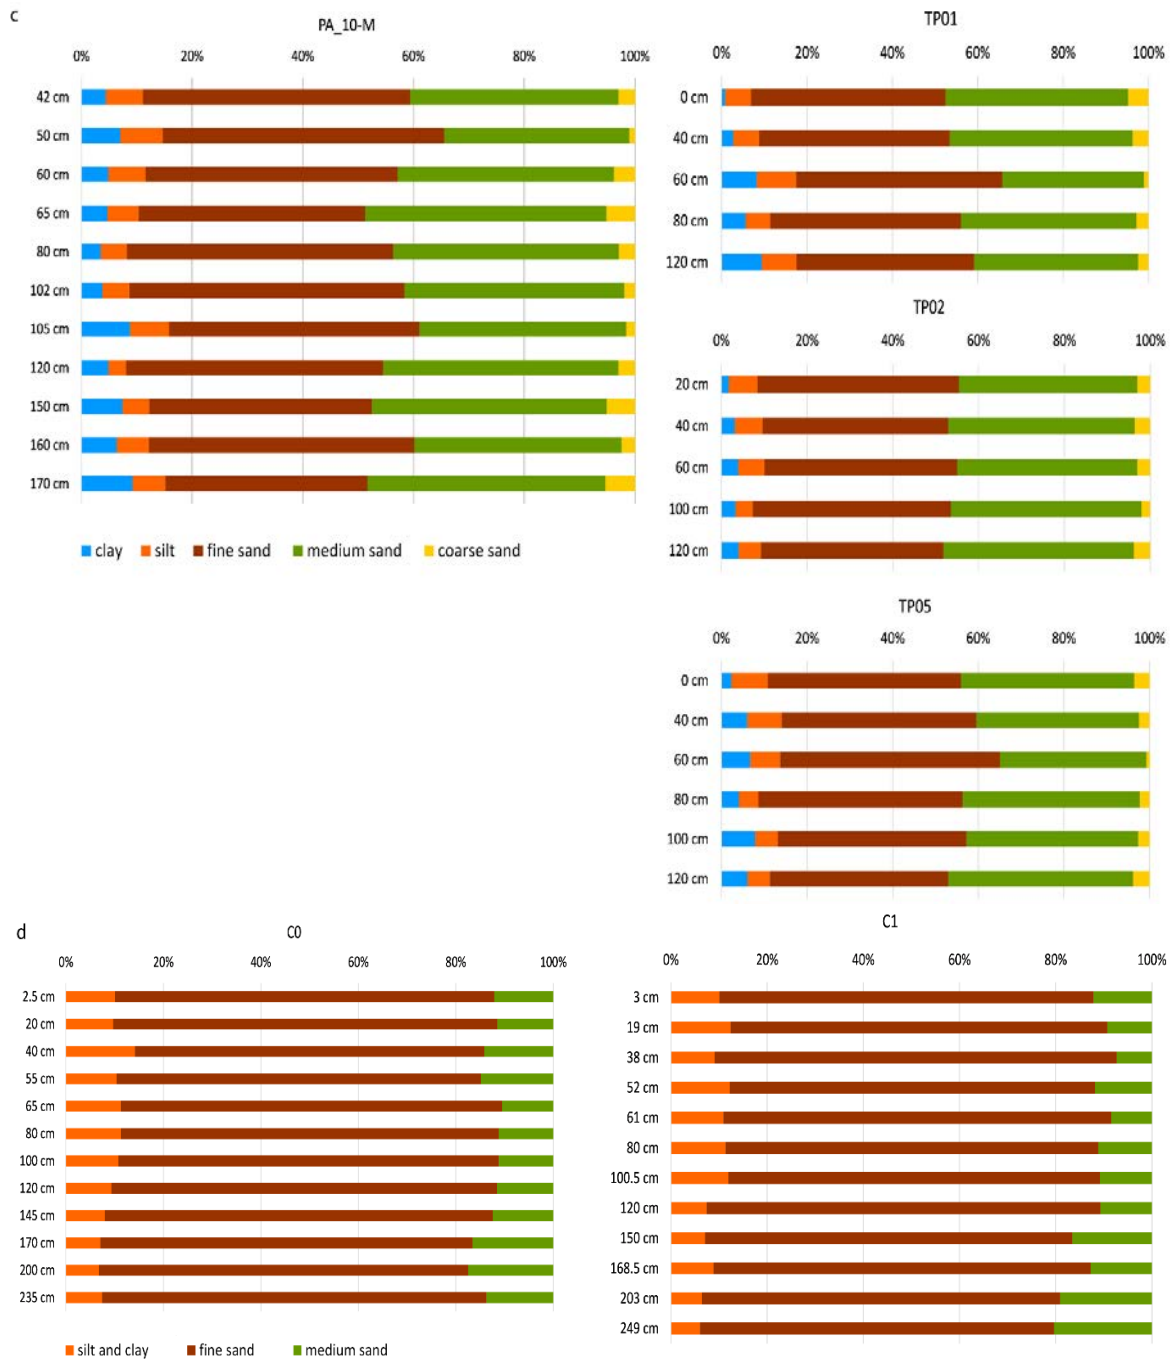 c
PA_10-M
0% 20% 40% 60% 80% 100%
42 cm
50 cm
60 cm
65 cm
80 cm
102 cm
105 cm
120 cm
150 cm
160 cm
170 cm
clay silt fine sand medium sand coarse sand
TP01
0% 20% 40% 60% 80% 100%
0 cm
40 cm
60 cm
80 cm
120 cm
TP02
0% 20% 40% 60% 80% 100%
20 cm
40 cm
60 cm
100 cm
120 cm
TP05
0% 20% 40% 60% 80% 100%
0 cm
40 cm
60 cm
80 cm
100 cm
120 cm
d
C0
0% 20% 40% 60% 80% 100%
2.5 cm
20 cm
40 cm
55 cm
65 cm
80 cm
100 cm
120 cm
145 cm
170 cm
200 cm
235 cm
silt and clay fine sand medium sand
C1
0% 20% 40% 60% 80% 100%
3 cm
19 cm
38 cm
52 cm
61 cm
80 cm
100.5 cm
120 cm
150 cm
168.5 cm
203 cm
249 cm